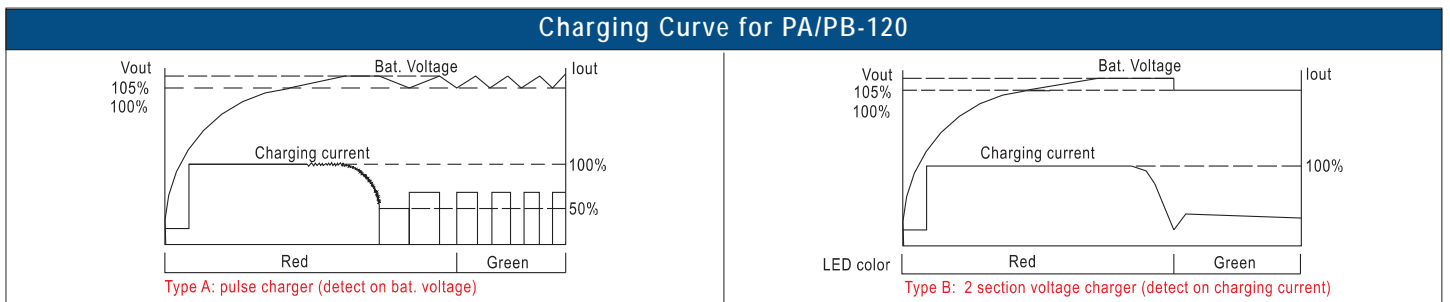 Charging Curve for PA/PB-120
Vout
105%
100%
Bat. Voltage
Iout
Charging current
100%
50%
Red
Green
Type A: pulse charger (detect on bat. voltage)
Vout
105%
100%
Bat. Voltage
Iout
Charging current
100%
LED color
Red
Green
Type B: 2 section voltage charger (detect on charging current)